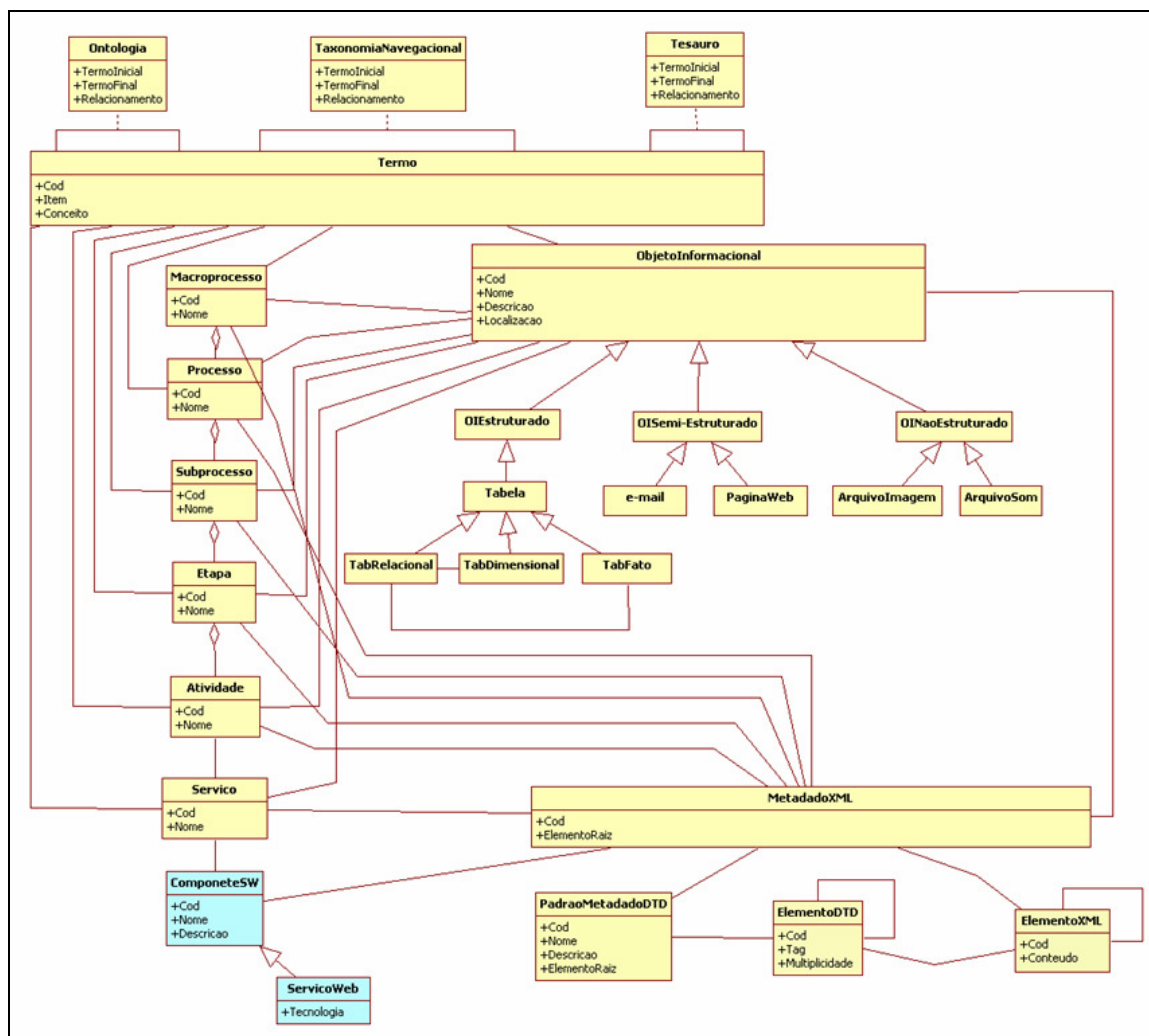 Ontologia
+TermoInicial
+TermoFinal
+Relacionamento
TaxonomiaNavegacional
+TermoInicial
+TermoFinal
+Relacionamento
Tesauro
+TermoInicial
+TermoFinal
+Relacionamento
Termo
+Cod
+Item
+Conceito
Macroprocesso
+Cod
+Nome
ObjetoInformacional
+Cod
+Nome
+Descricao
+Localizacao
Processo
+Cod
+Nome
OIEstruturado
OISemi-Estruturado
OINaoEstruturado
Subprocesso
+Cod
+Nome
Tabela
e-mail
PaginaWeb
ArquivoImagem
ArquivoSom
TabRelacional
TabDimensional
TabFato
Etapa
+Cod
+Nome
Atividade
+Cod
+Nome
Servico
+Cod
+Nome
MetadadoXML
+Cod
+ElementoRaiz
ComponeteSW
+Cod
+Nome
+Descricao
PadraoMetadadoDTD
+Cod
+Nome
+Descricao
+ElementoRaiz
ElementoDTD
+Cod
+Tag
+Multiplicidade
ElementoXML
+Cod
+Conteudo
ServicoWeb
+Tecnologia